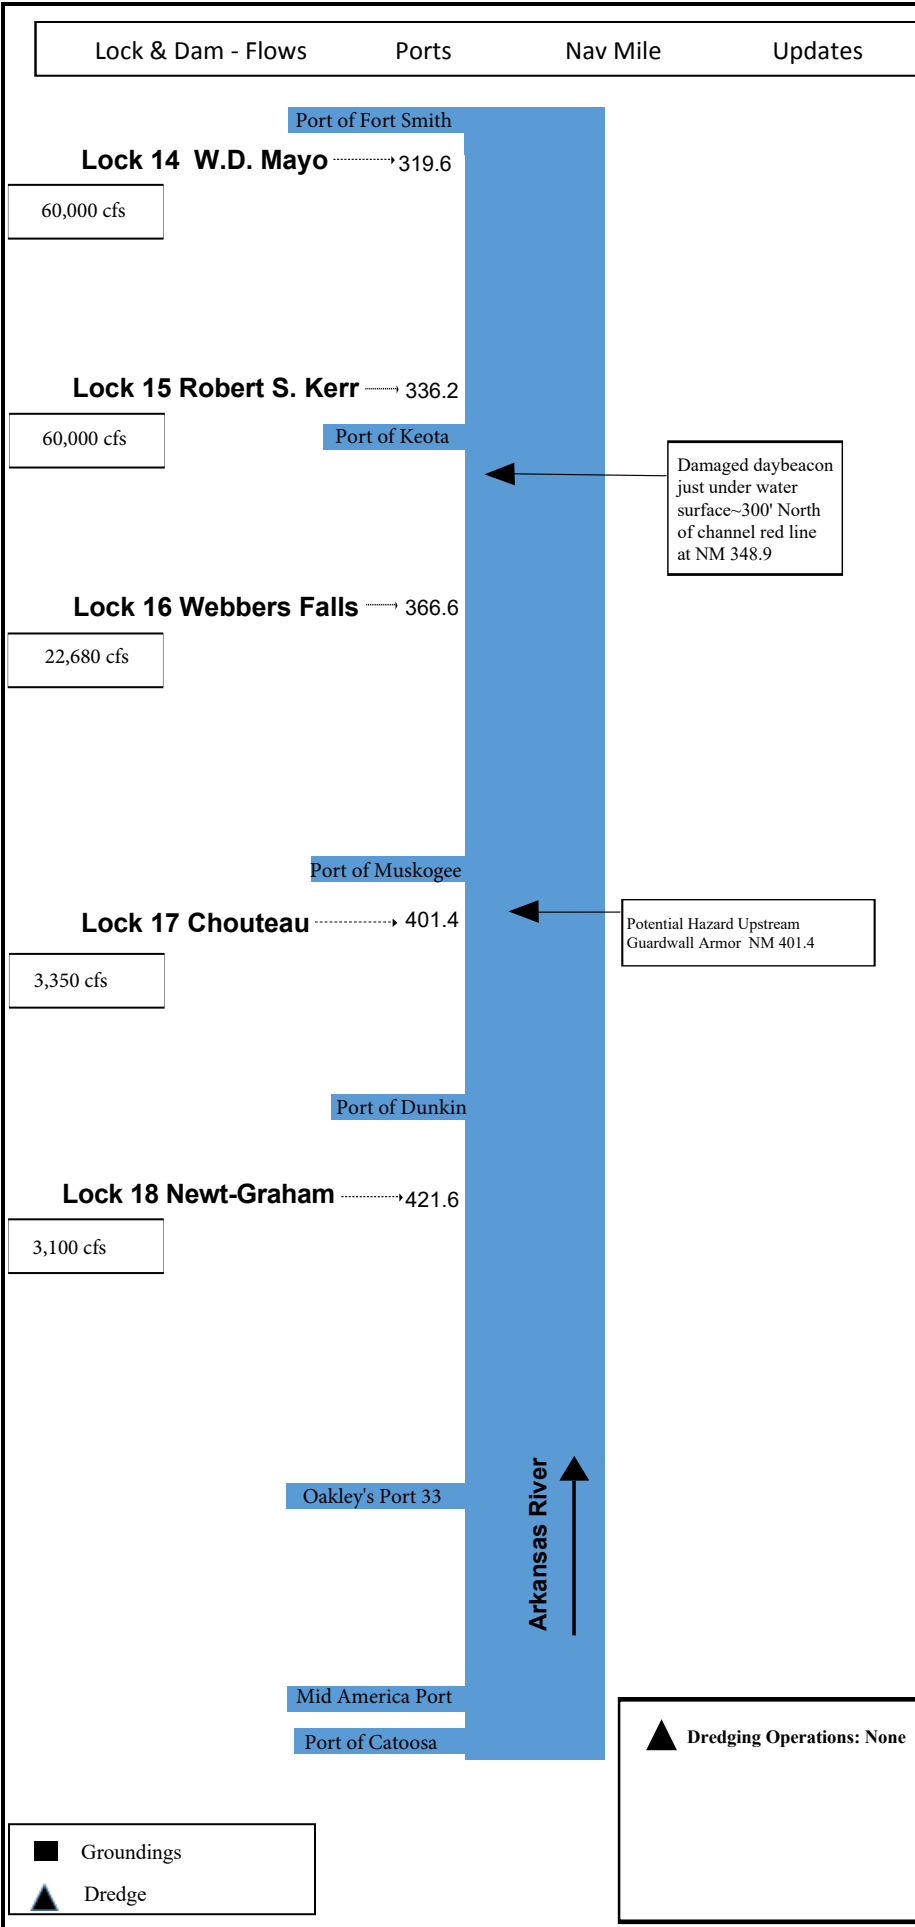 Lock & Dam - Flows Ports Nav Mile Updates
Port of Fort Smith
Lock 14 W.D. Mayo 319.6
60,000 cfs
Lock 15 Robert S. Kerr 336.2
60,000 cfs
Port of Keota
Damaged daybeacon
just under water
surface~300' North
of channel red line
at NM 348.9
Lock 16 Webbers Falls 366.6
22,680 cfs
Port of Muskogee
Lock 17 Chouteau 401.4
Potential Hazard Upstream
Guardwall Armor NM 401.4
3,350 cfs
Port of Dunkin
Lock 18 Newt-Graham 421.6
3,100 cfs
Oakley's Port 33
Arkansas River
Mid America Port
Port of Catoosa
Dredging Operations: None
Groundings
Dredge